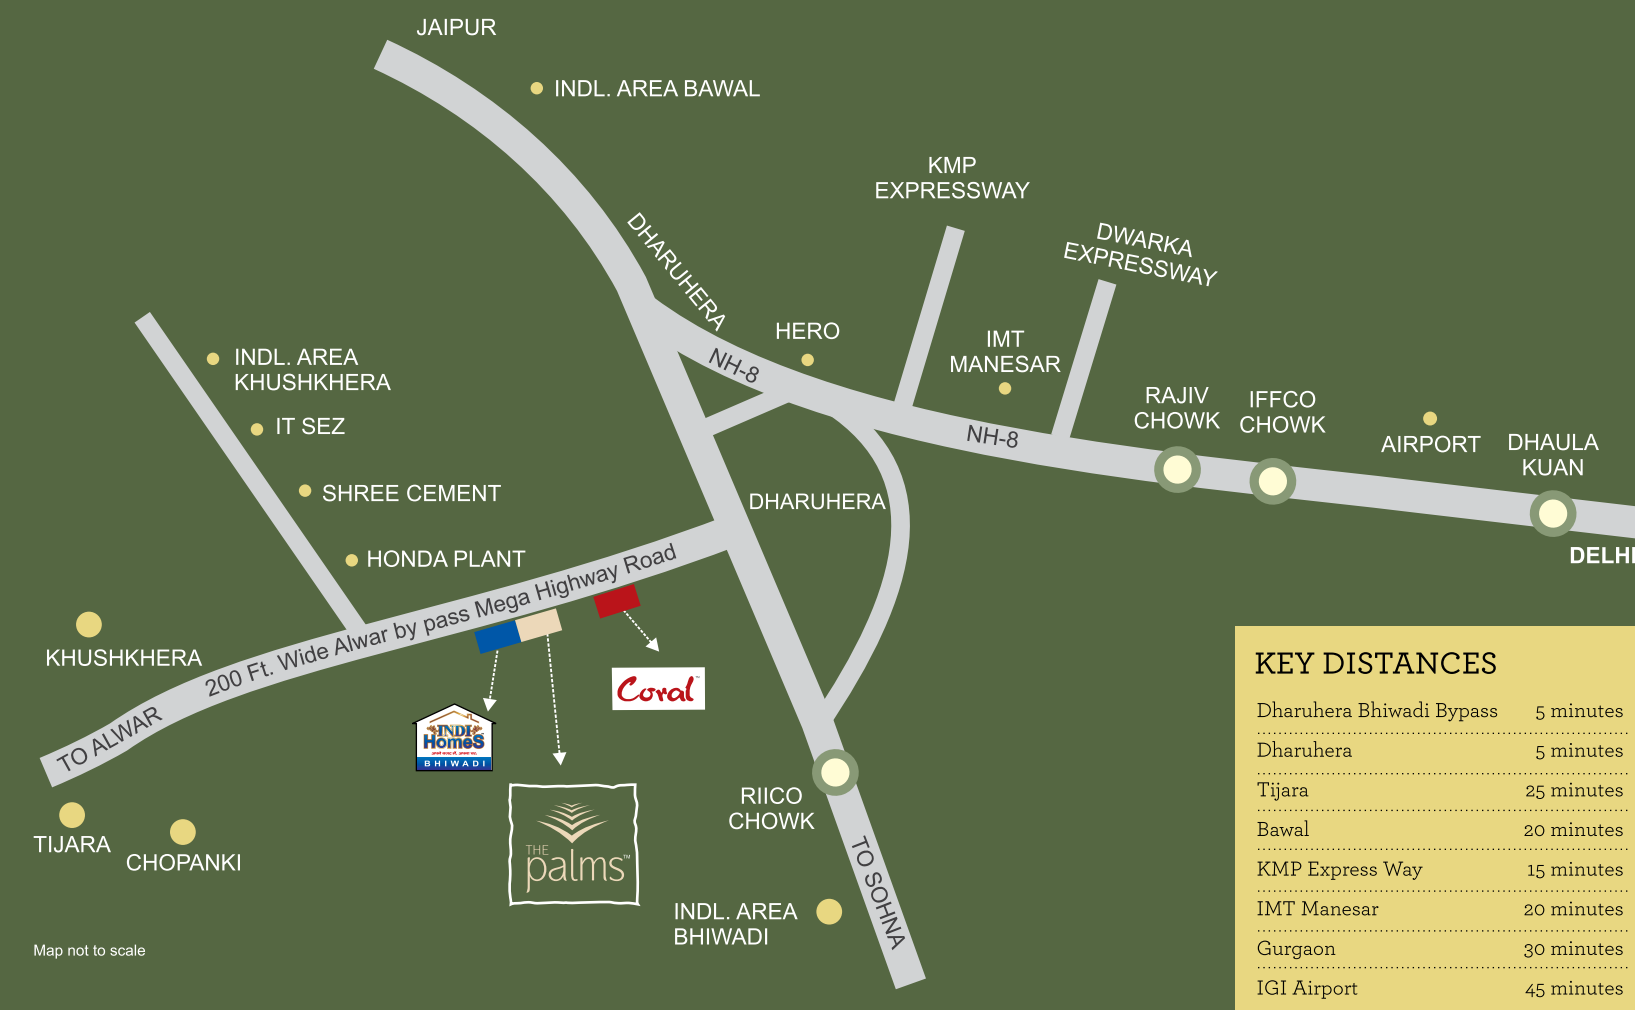 JAIPUR
INDL. AREA BAWAL
KMP
EXPRESSWAY
DWARKA
EXPRESSWAY
DHARUHERA
HERO
NH-8
IMT
MANESAR
NH-8
RAJIV
CHOWK
IFFCO
CHOWK
AIRPORT
DHAULA
KUAN
DELHI
INDL. AREA
KHUSHKHERA
IT SEZ
SHREE CEMENT
HONDA PLANT
DHARUHERA
200 Ft. Wide Alwar by pass Mega Highway Road
KHUSHKHERA
TO ALWAR
TIJARA
CHOPANKI
INDI
HomeS
BHIWADI
Coral
THE
palms™
RIICO
CHOWK
TO SOHNA
INDL. AREA
BHIWADI
Map not to scale
KEY DISTANCES
Dharuhera Bhiwadi Bypass 5 minutes
Dharuhera 5 minutes
Tijara 25 minutes
Bawal 20 minutes
KMP Express Way 15 minutes
IMT Manesar 20 minutes
Gurgaon 30 minutes
IGI Airport 45 minutes